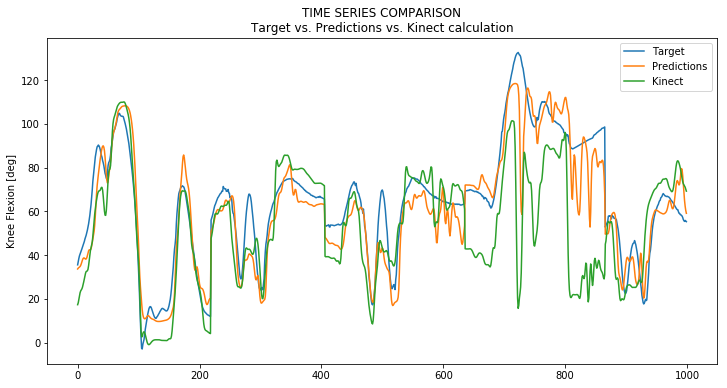 TIME SERIES COMPARISON
Target vs. Predictions vs. Kinect calculation
Target
Predictions
Kinect
Knee Flexion [deg]
120
100
80
60
40
20
0
0 200 400 600 800 1000